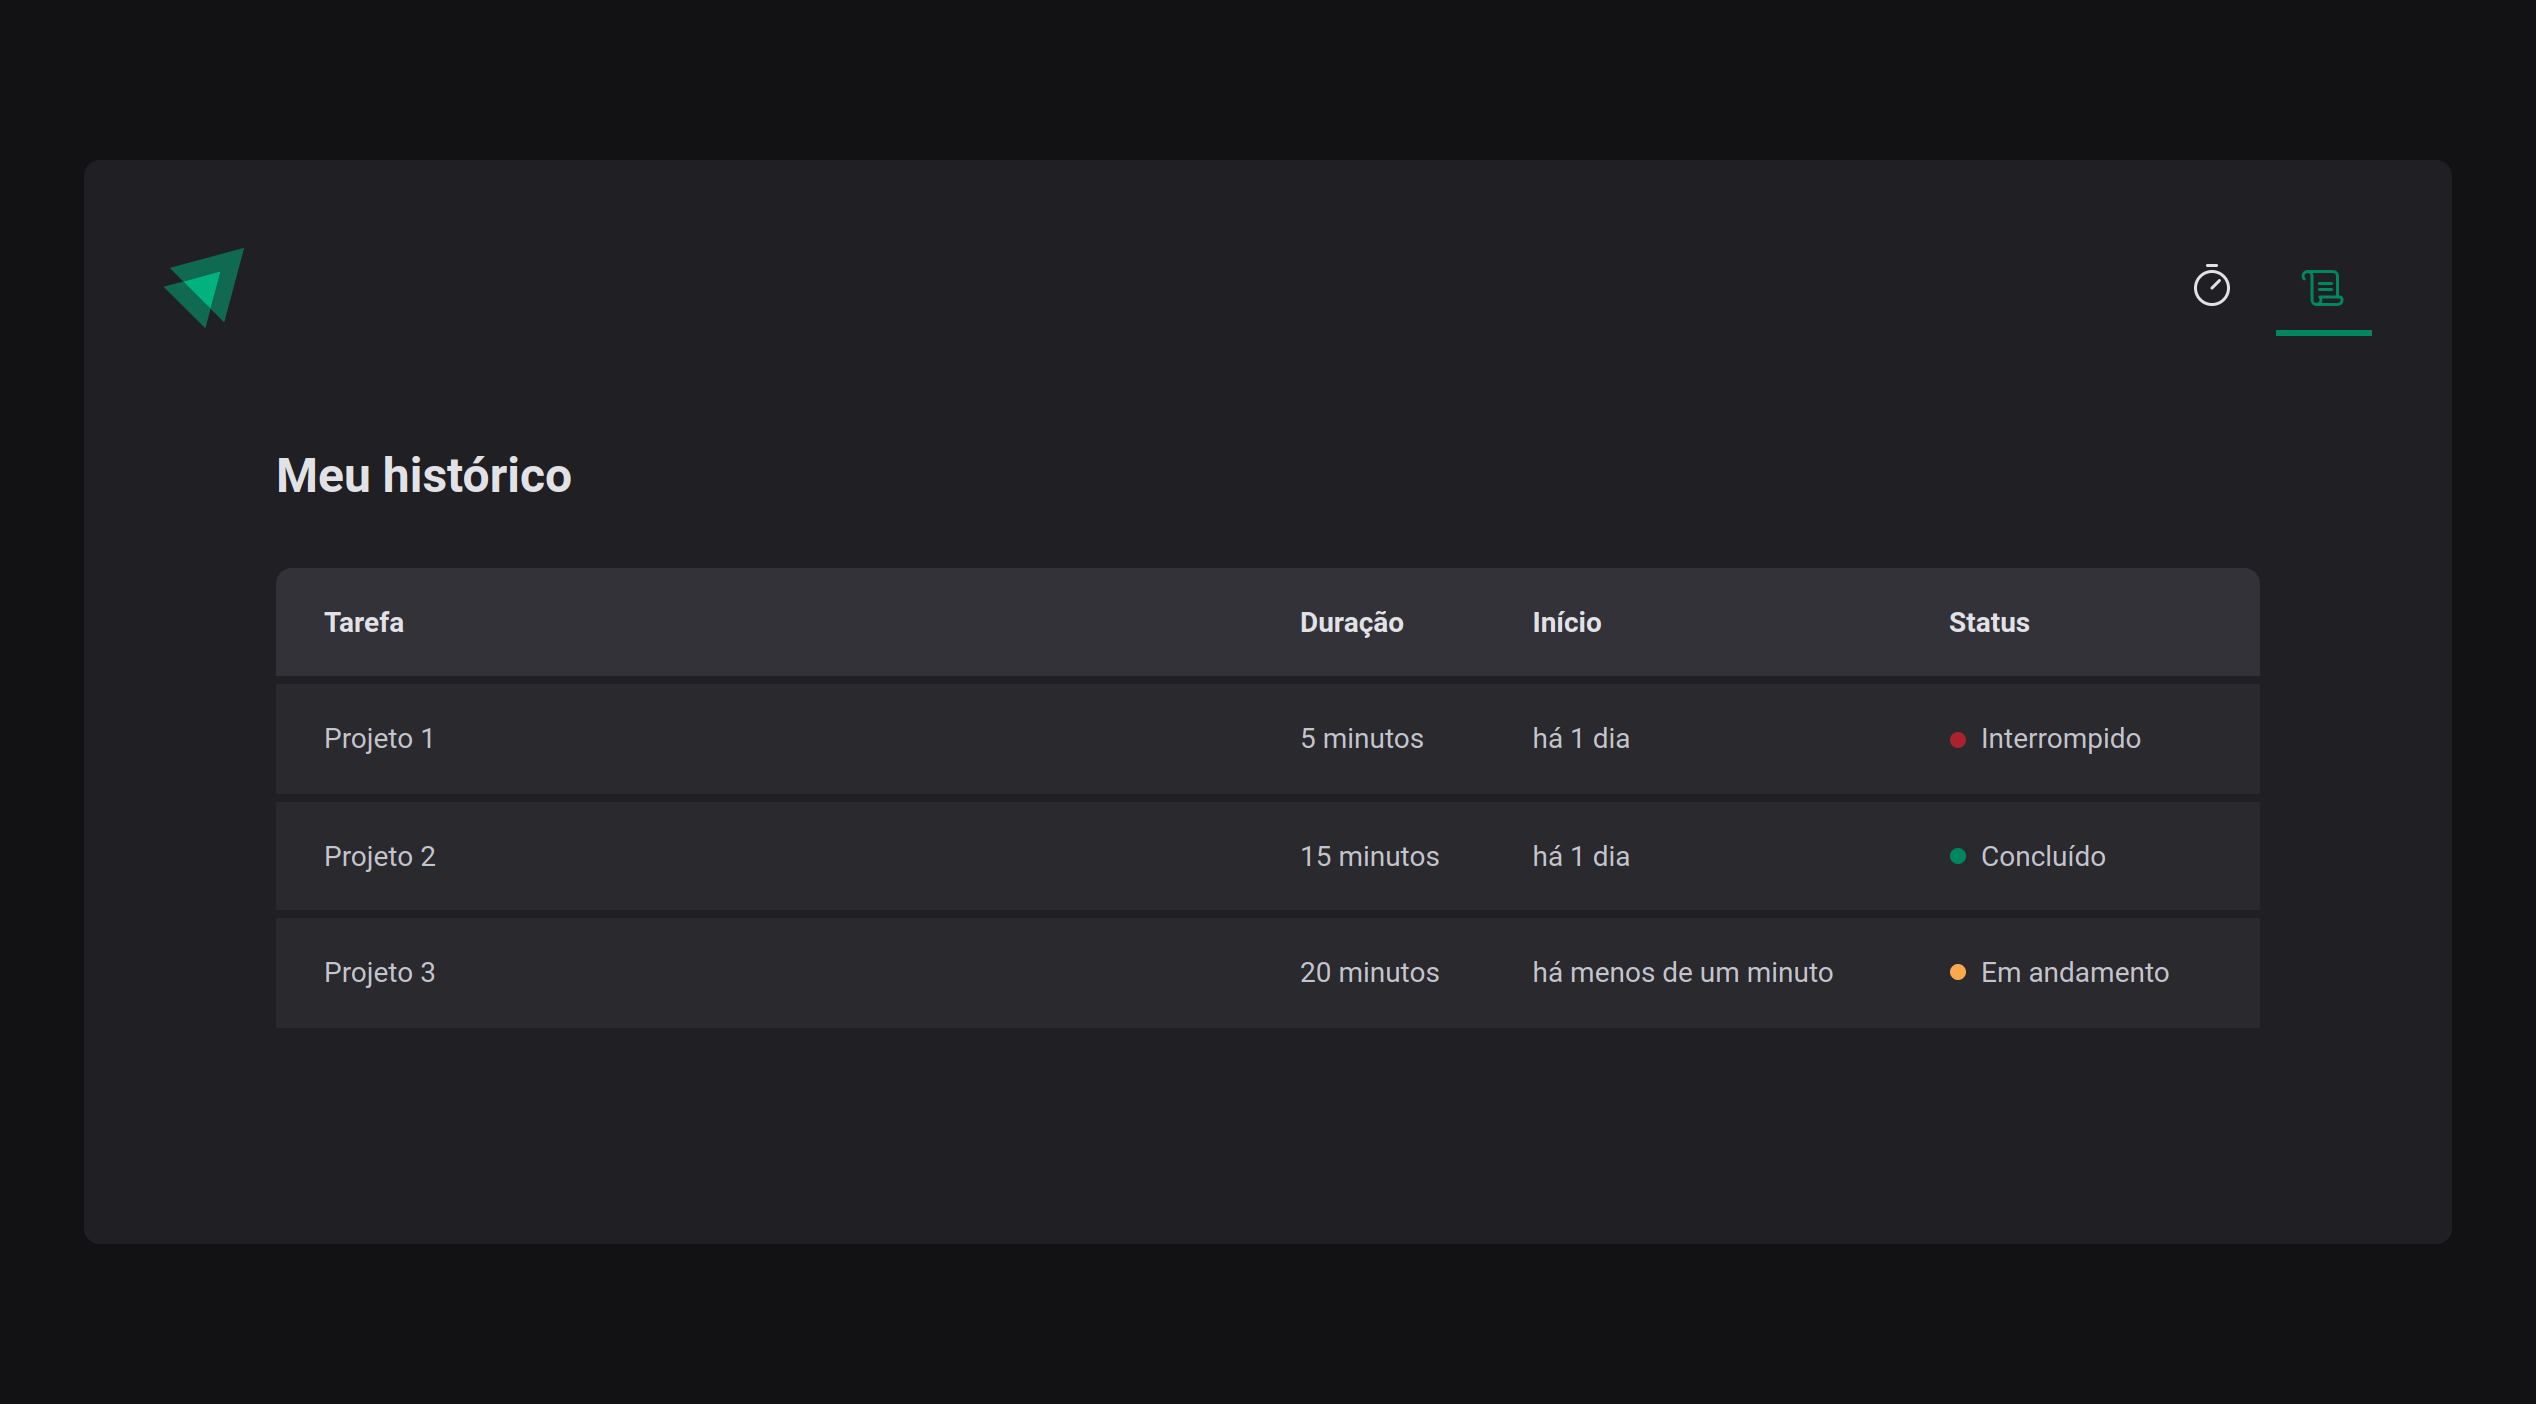 Meu histórico
Tarefa Duração Início Status
Projeto 1 5 minutos há 1 dia Interrompido
Projeto 2 15 minutos há 1 dia Concluído
Projeto 3 20 minutos há menos de um minuto Em andamento